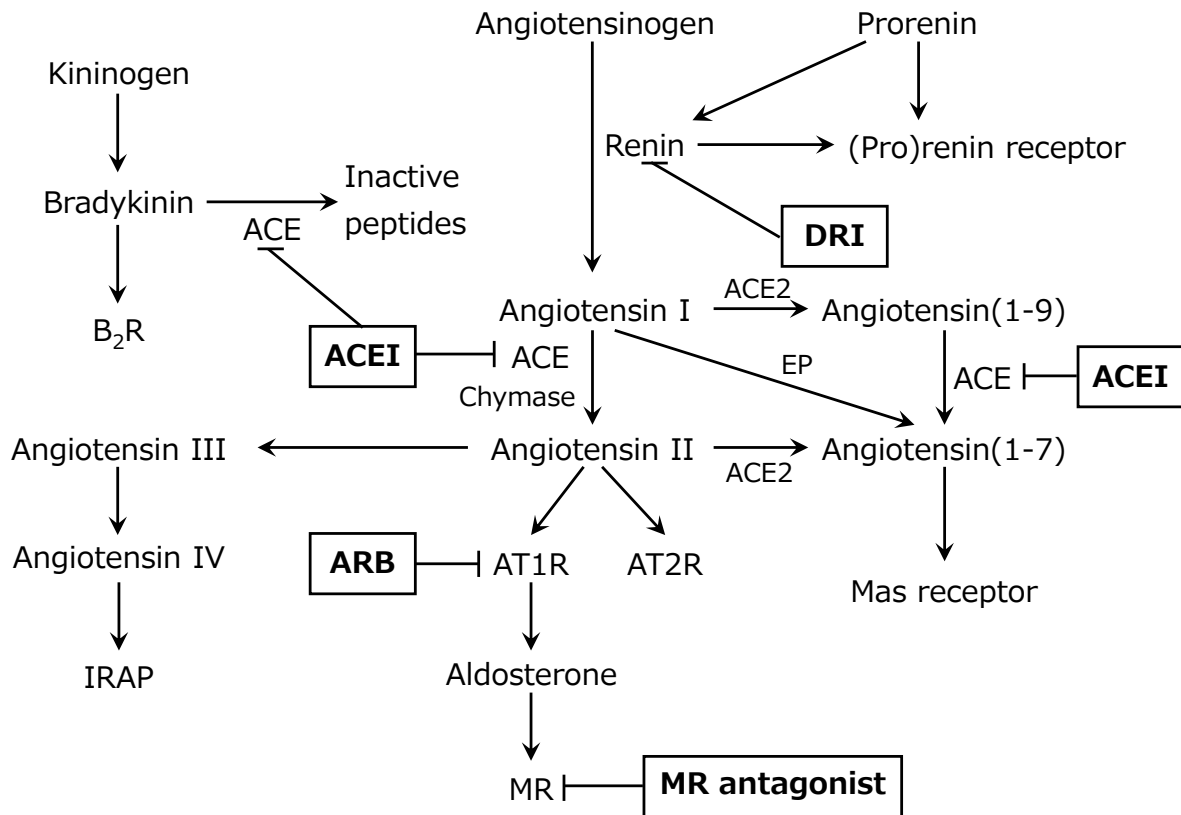 Angiotensinogen
Prorenin
Kininogen
Renin
(Pro)renin receptor
Bradykinin
Inactive
peptides
ACE
DRI
B₂R
Angiotensin I
ACE2
Angiotensin(1-9)
ACEI
ACE
EP
ACE
ACEI
Chymase
Angiotensin III
Angiotensin II
ACE2
Angiotensin(1-7)
Angiotensin IV
ARB
AT1R
AT2R
Mas receptor
IRAP
Aldosterone
MR
MR antagonist